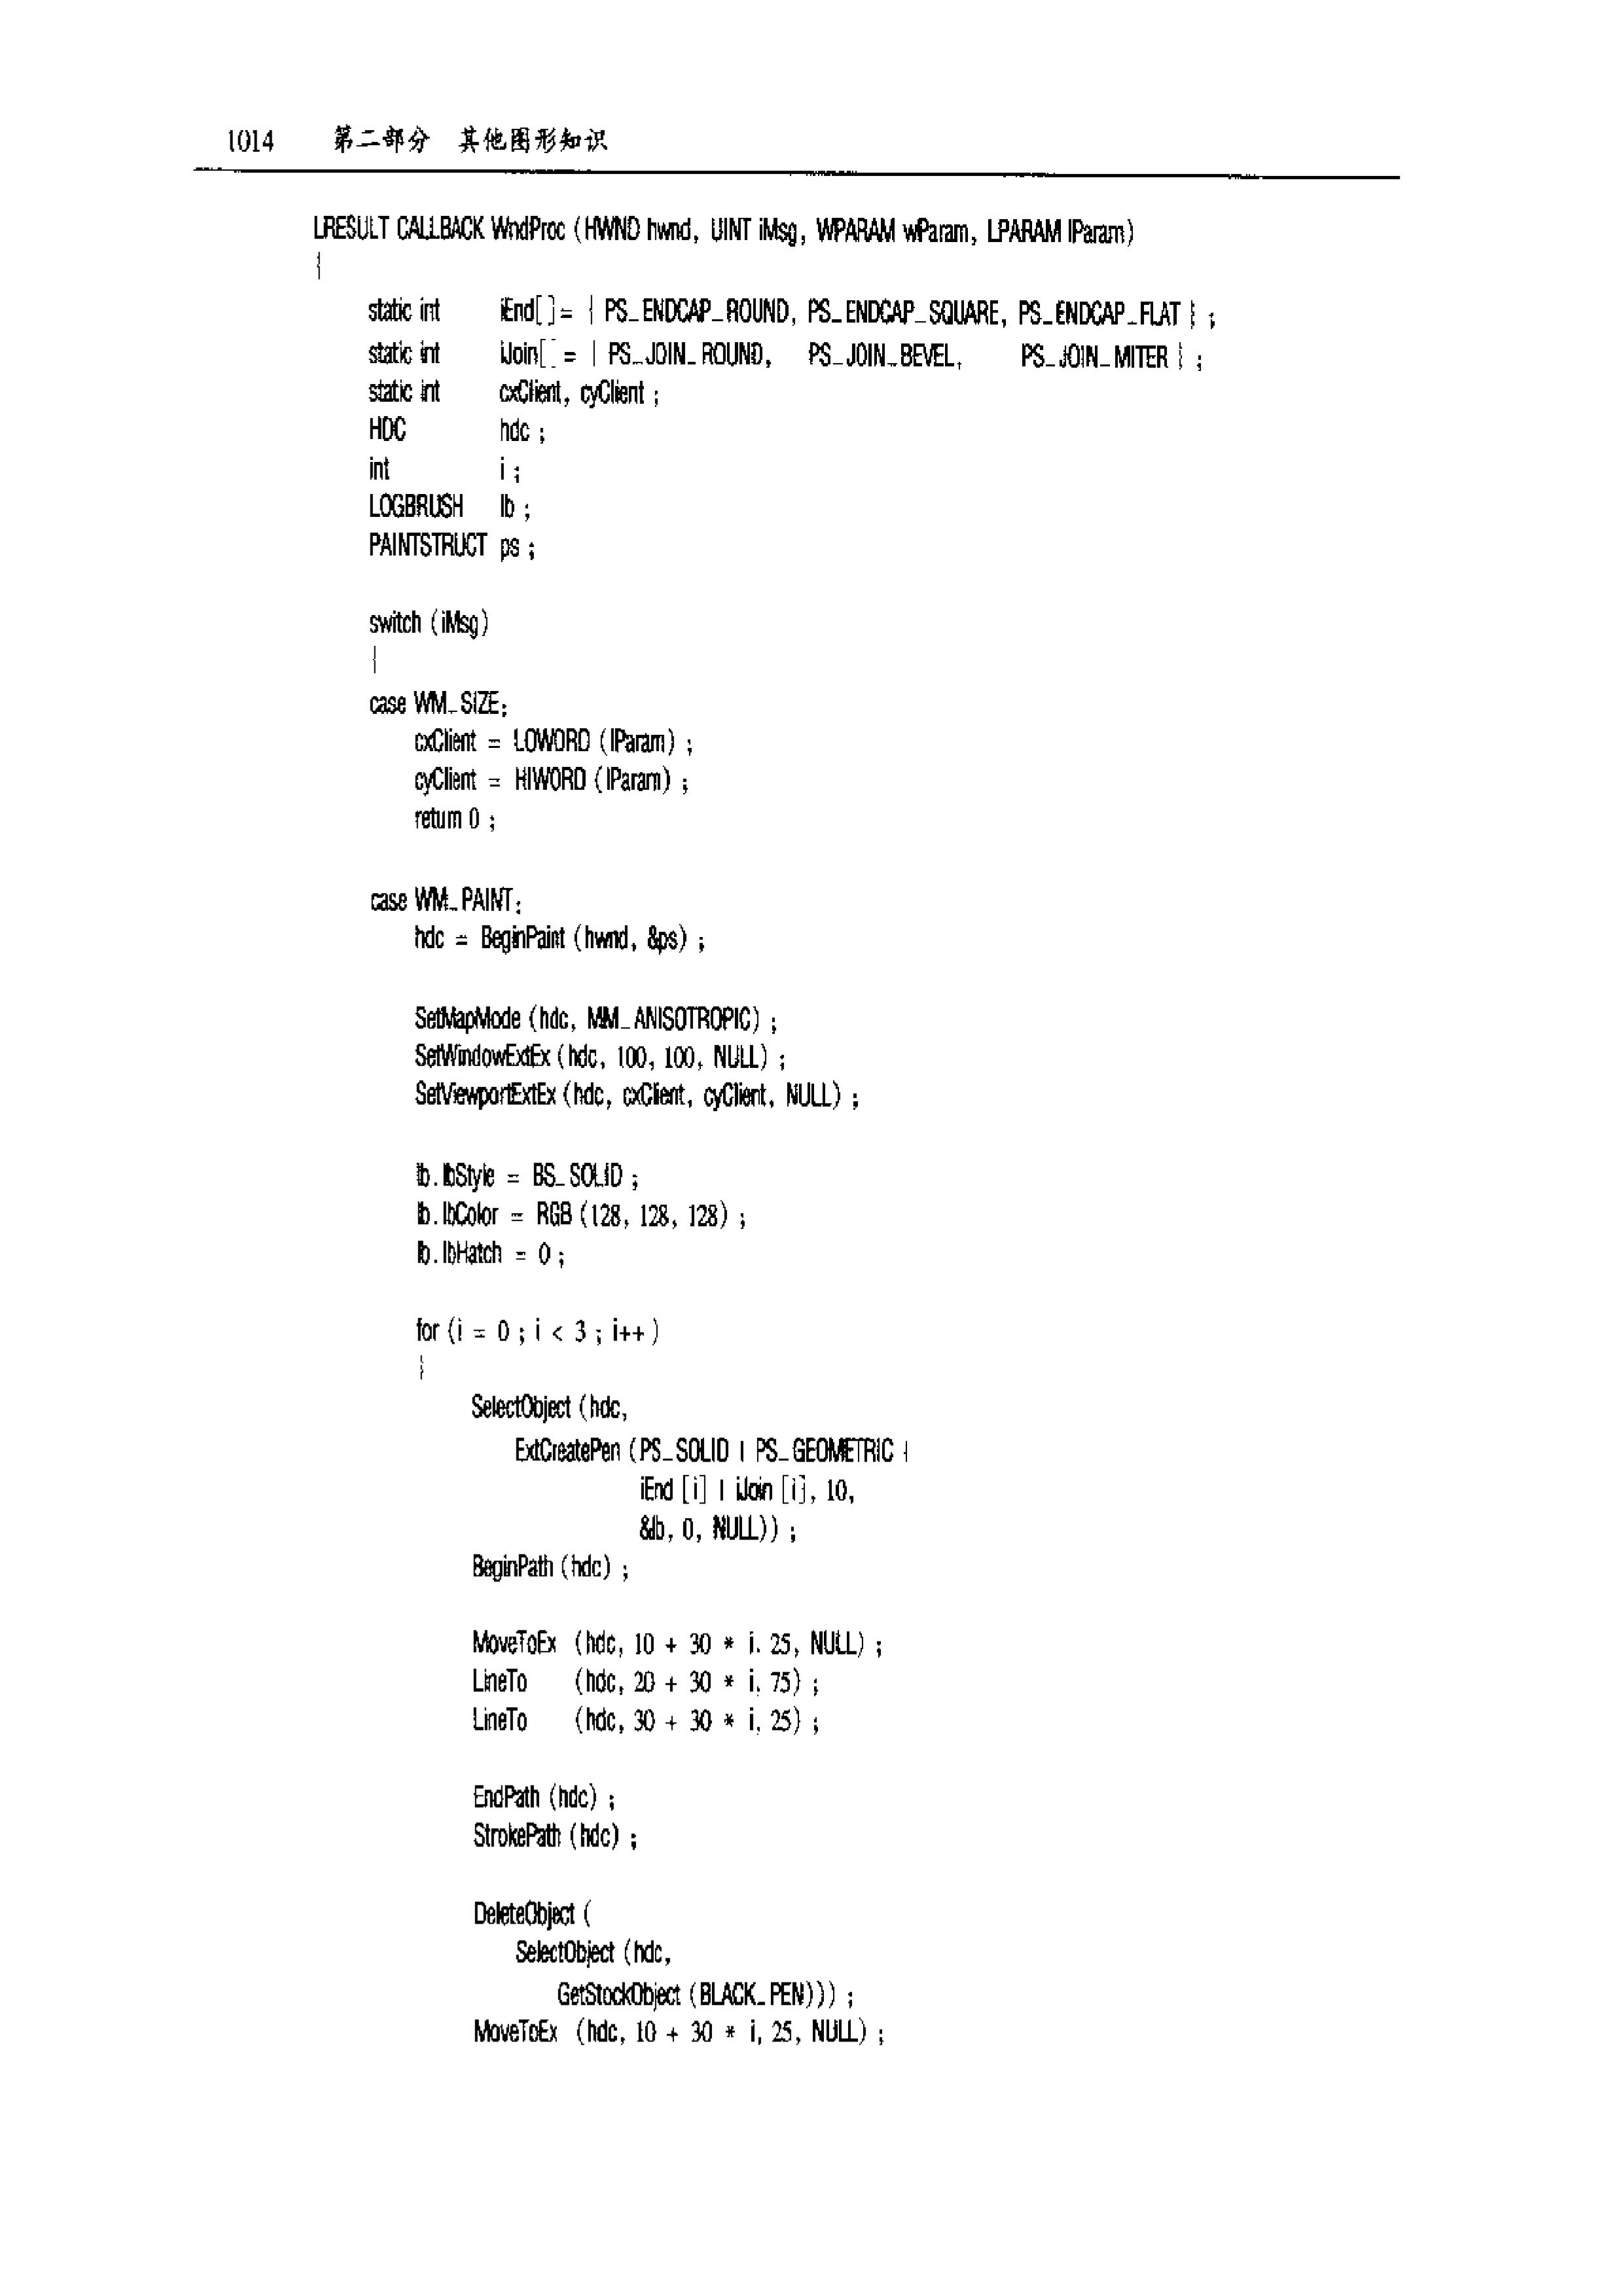 1014 第二部分 其他图形知识
LRESULT CALLBACK WndProc (HWND hwnd, UINT iMsg, WPARAM wParam, LPARAM lParam)
{
static int iEnd[] = { PS_ENDCAP_ROUND, PS_ENDCAP_SQUARE, PS_ENDCAP_FLAT } ;
static int iJoin[] = { PS_JOIN_ROUND, PS_JOIN_BEVEL, PS_JOIN_MITER } ;
static int cxClient, cyClient ;
HDC hdc ;
int i ;
LOGBRUSH lb ;
PAINTSTRUCT ps ;
switch (iMsg)
{
case WM_SIZE:
cxClient = LOWORD (lParam) ;
cyClient = HIWORD (lParam) ;
return 0 ;
case WM_PAINT:
hdc = BeginPaint (hwnd, &ps) ;
SetMapMode (hdc, MM_ANISOTROPIC) ;
SetWindowExtEx (hdc, 100, 100, NULL) ;
SetViewportExtEx (hdc, cxClient, cyClient, NULL) ;
lb.lbStyle = BS_SOLID ;
lb.lbColor = RGB (128, 128, 128) ;
lb.lbHatch = 0 ;
for (i = 0 ; i < 3 ; i++ )
{
SelectObject (hdc,
ExtCreatePen (PS_SOLID | PS_GEOMETRIC |
iEnd [i] | iJoin [i], 10,
&lb, 0, NULL)) ;
BeginPath (hdc) ;
MoveToEx (hdc, 10 + 30 * i, 25, NULL) ;
LineTo (hdc, 20 + 30 * i, 75) ;
LineTo (hdc, 30 + 30 * i, 25) ;
EndPath (hdc) ;
StrokePath (hdc) ;
DeleteObject (
SelectObject (hdc,
GetStockObject (BLACK_PEN))) ;
MoveToEx (hdc, 10 + 30 * i, 25, NULL) ;